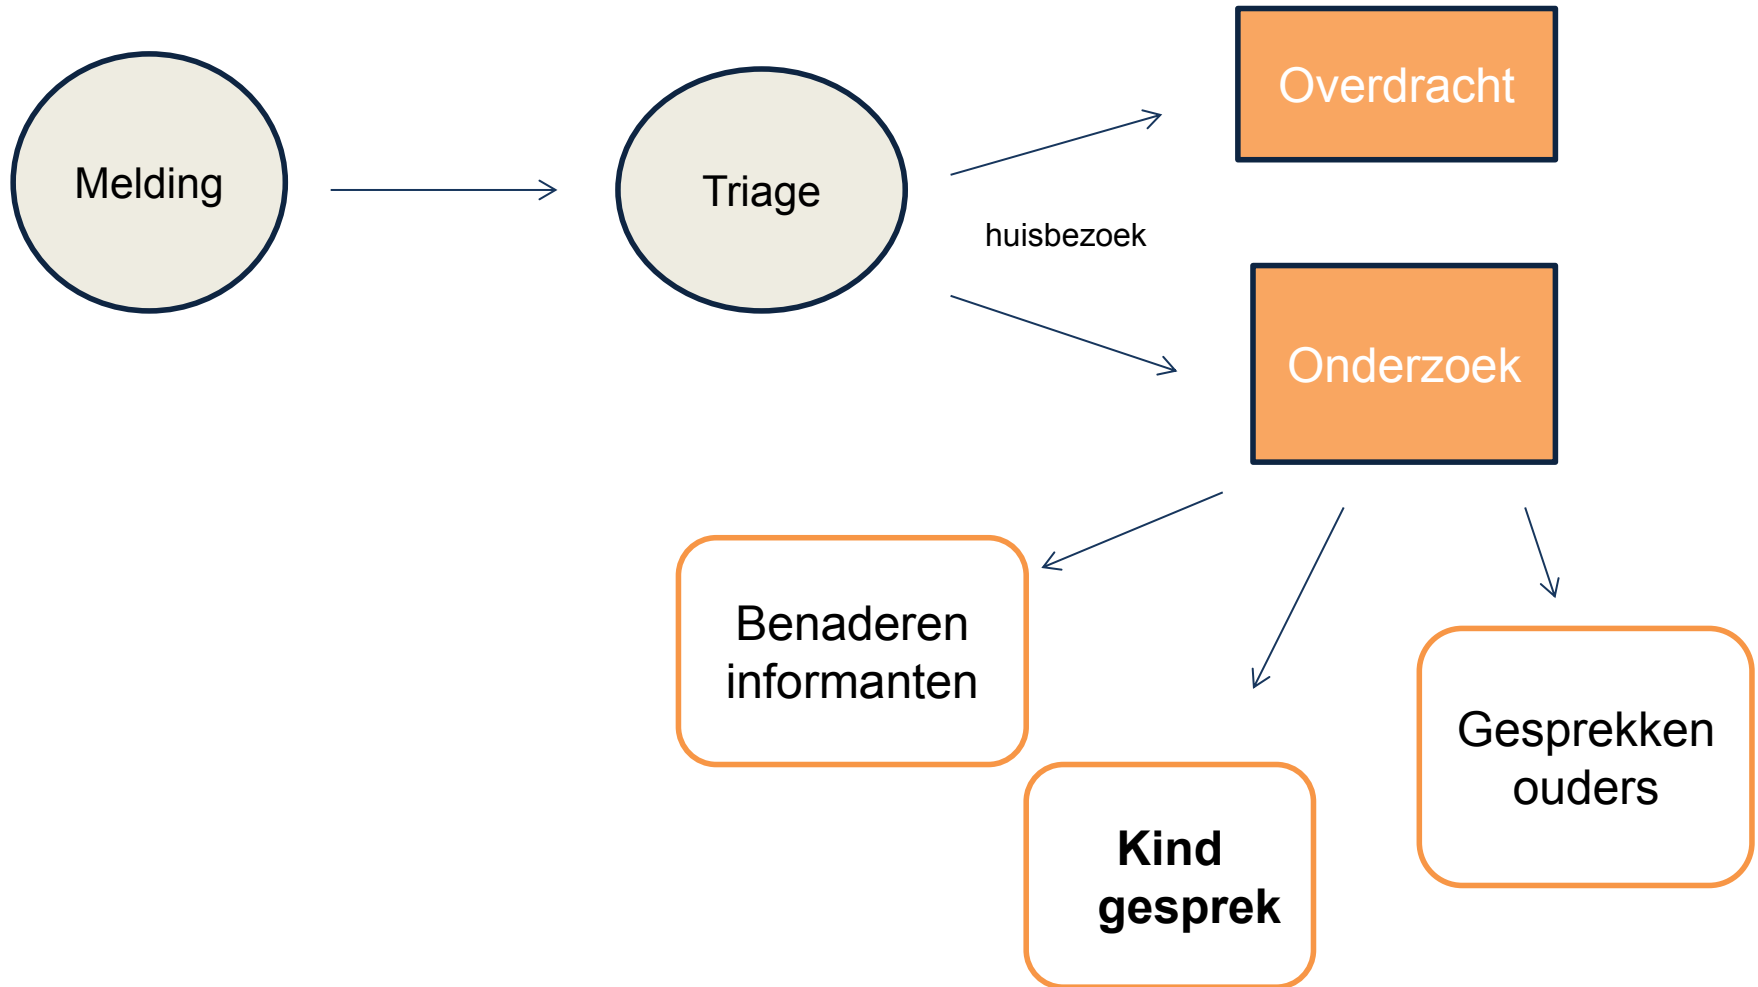 Melding
Triage
Overdracht
huisbezoek
Onderzoek
Benaderen
informanten
Kind
gesprek
Gesprekken
ouders